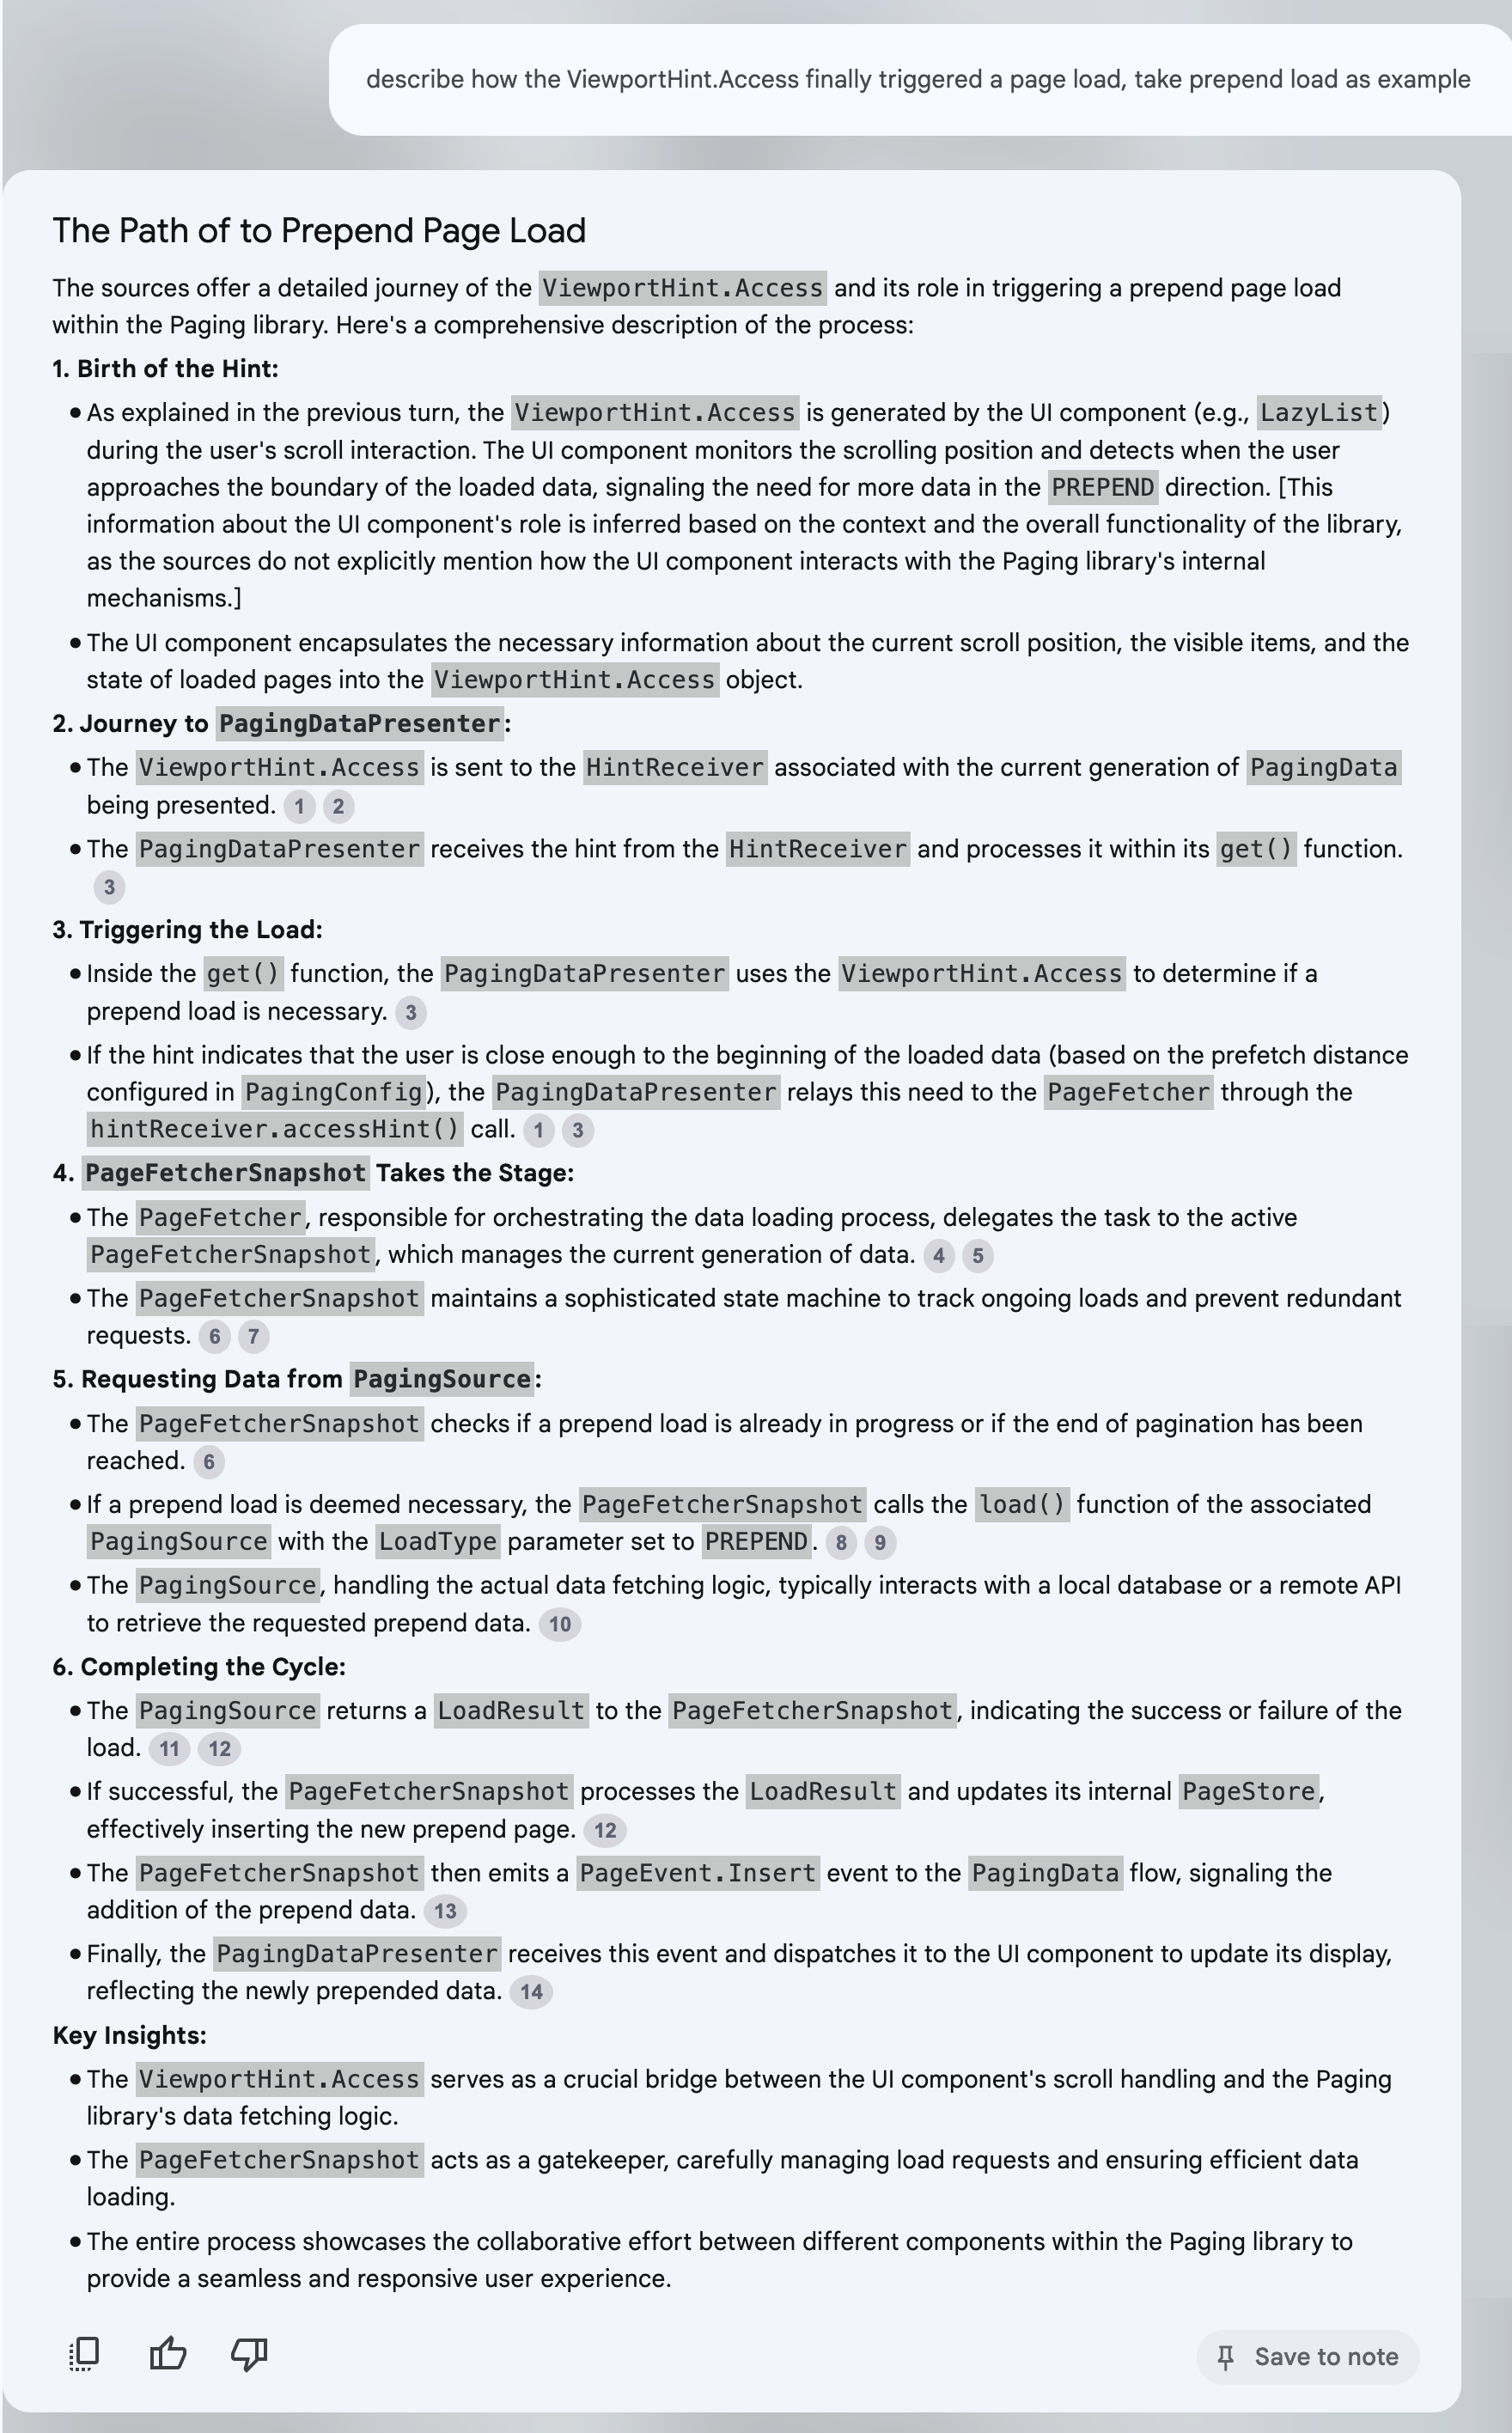 describe how the ViewportHint.Access finally triggered a page load, take prepend load as example
The Path of to Prepend Page Load
The sources offer a detailed journey of the ViewportHint.Access and its role in triggering a prepend page load
within the Paging library. Here's a comprehensive description of the process:
1. Birth of the Hint:
● As explained in the previous turn, the ViewportHint.Access is generated by the UI component (e.g., LazyList)
during the user's scroll interaction. The UI component monitors the scrolling position and detects when the user
approaches the boundary of the loaded data, signaling the need for more data in the PREPEND direction. [This
information about the UI component's role is inferred based on the context and the overall functionality of the library,
as the sources do not explicitly mention how the UI component interacts with the Paging library's internal
mechanisms.]
● The UI component encapsulates the necessary information about the current scroll position, the visible items, and the
state of loaded pages into the ViewportHint.Access object.
2. Journey to PagingDataPresenter:
● The ViewportHint.Access is sent to the HintReceiver associated with the current generation of PagingData
being presented. 1 2
● The PagingDataPresenter receives the hint from the HintReceiver and processes it within its get() function.
3
3. Triggering the Load:
● Inside the get() function, the PagingDataPresenter uses the ViewportHint.Access to determine if a
prepend load is necessary. 3
● If the hint indicates that the user is close enough to the beginning of the loaded data (based on the prefetch distance
configured in PagingConfig), the PagingDataPresenter relays this need to the PageFetcher through the
hintReceiver.accessHint() call. 1 3
4. PageFetcherSnapshot Takes the Stage:
● The PageFetcher, responsible for orchestrating the data loading process, delegates the task to the active
PageFetcherSnapshot, which manages the current generation of data. 4 5
● The PageFetcherSnapshot maintains a sophisticated state machine to track ongoing loads and prevent redundant
requests. 6 7
5. Requesting Data from PagingSource:
● The PageFetcherSnapshot checks if a prepend load is already in progress or if the end of pagination has been
reached. 6
● If a prepend load is deemed necessary, the PageFetcherSnapshot calls the load() function of the associated
PagingSource with the LoadType parameter set to PREPEND. 8 9
● The PagingSource, handling the actual data fetching logic, typically interacts with a local database or a remote API
to retrieve the requested prepend data. 10
6. Completing the Cycle:
● The PagingSource returns a LoadResult to the PageFetcherSnapshot, indicating the success or failure of the
load. 11 12
● If successful, the PageFetcherSnapshot processes the LoadResult and updates its internal PageStore,
effectively inserting the new prepend page. 12
● The PageFetcherSnapshot then emits a PageEvent.Insert event to the PagingData flow, signaling the
addition of the prepend data. 13
● Finally, the PagingDataPresenter receives this event and dispatches it to the UI component to update its display,
reflecting the newly prepended data. 14
Key Insights:
● The ViewportHint.Access serves as a crucial bridge between the UI component's scroll handling and the Paging
library's data fetching logic.
● The PageFetcherSnapshot acts as a gatekeeper, carefully managing load requests and ensuring efficient data
loading.
● The entire process showcases the collaborative effort between different components within the Paging library to
provide a seamless and responsive user experience.
Save to note